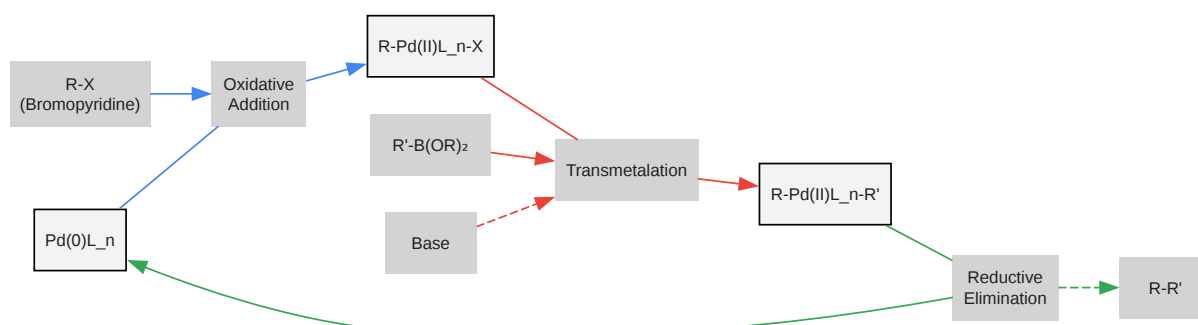 R-Pd(II)L_n-X
R-X
(Bromopyridine)
Oxidative
Addition
R'-B(OR)₂
Transmetalation
R-Pd(II)L_n-R'
Pd(0)L_n
Base
Reductive
Elimination
R-R'